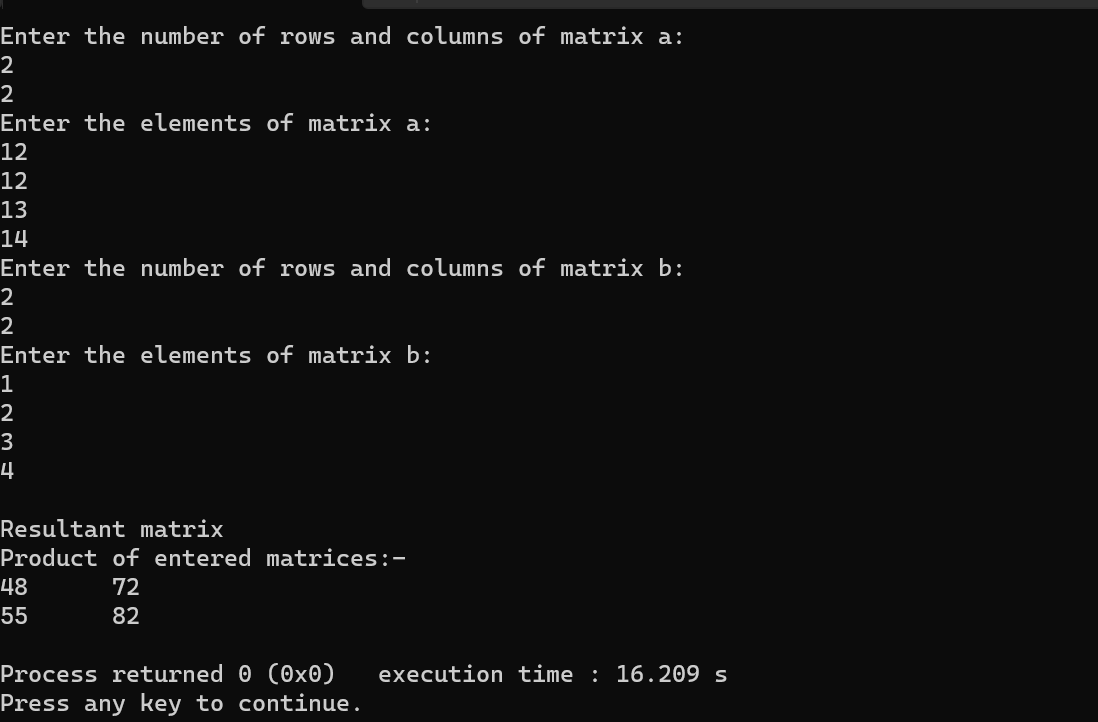 Enter the number of rows and columns of matrix a:
2
2
Enter the elements of matrix a:
12
12
13
14
Enter the number of rows and columns of matrix b:
2
2
Enter the elements of matrix b:
1
2
3
4
Resultant matrix
Product of entered matrices:-
48 72
55 82
Process returned 0 (0x0) execution time : 16.209 s
Press any key to continue.